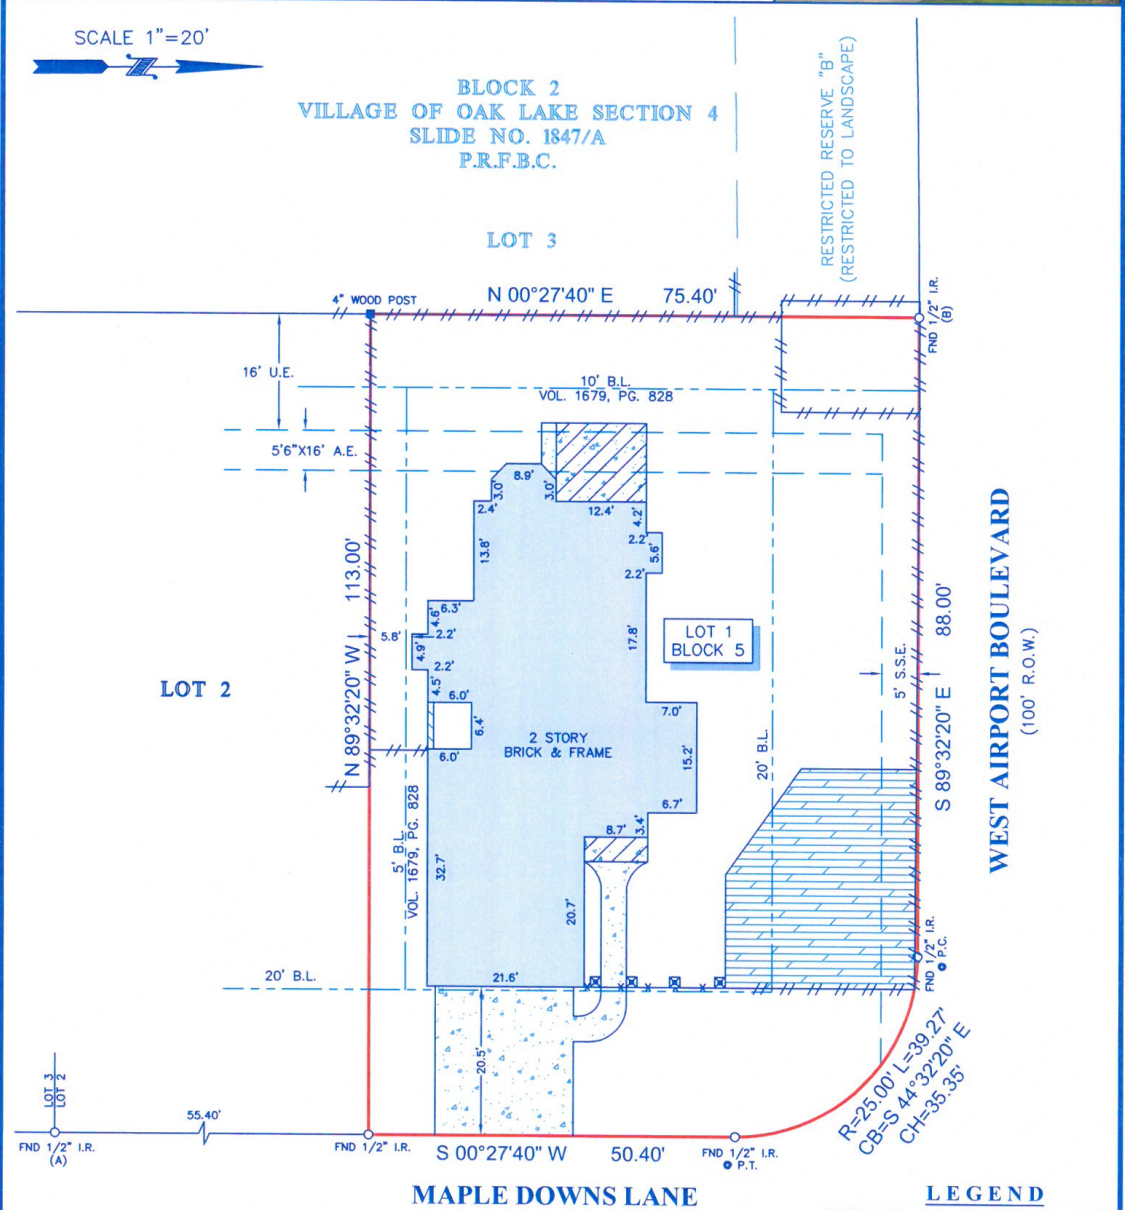 SCALE 1"=20'
BLOCK 2
VILLAGE OF OAK LAKE SECTION 4
SLIDE NO. 1847/A
P.R.F.B.C.
LOT 3
RESTRICTED RESERVE "B"
(RESTRICTED TO LANDSCAPE)
4" WOOD POST
N 00°27'40" E 75.40'
FND 1/2" I.R.
(B)
16' U.E.
10' B.L.
VOL. 1679, PG. 828
5'6"X16' A.E.
8.9'
3.0'
3.0'
2.4'
12.4'
4.2'
2.2'
5.6'
2.2'
13.8'
N 89°32'20" W 113.00'
6.3'
4.6'
5.8'
2.2'
4.9'
2.2'
4.5'
17.8'
LOT 1
BLOCK 5
5' S.S.E.
S 89°32'20" E 88.00'
WEST AIRPORT BOULEVARD
(100' R.O.W.)
LOT 2
6.0'
6.4'
6.0'
7.0'
15.2'
6.7'
2 STORY
BRICK & FRAME
20' B.L.
5' B.L.
VOL. 1679, PG. 828
32.7'
8.7'
3.4'
20.7'
21.6'
20' B.L.
FND 1/2" I.R.
@ P.C.
20.5'
R=25.00' L=39.27'
CB=S 44°32'20" E
CH=35.35'
LOT 3
LOT 2
55.40'
FND 1/2" I.R.
(A)
FND 1/2" I.R.
S 00°27'40" W 50.40'
FND 1/2" I.R.
@ P.T.
MAPLE DOWNS LANE
LEGEND